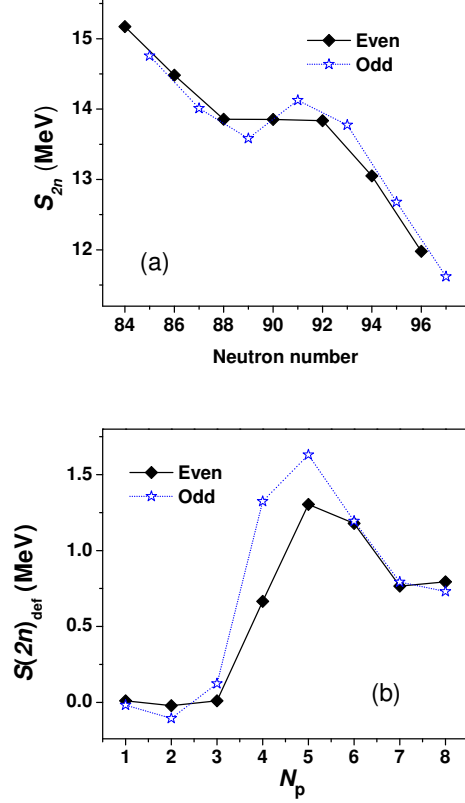 15
14
13
12
S2n (MeV)
Even
Odd
(a)
84 86 88 90 92 94 96
Neutron number
1.5
1.0
0.5
0.0
S(2n)def (MeV)
Even
Odd
(b)
1 2 3 4 5 6 7 8
Np